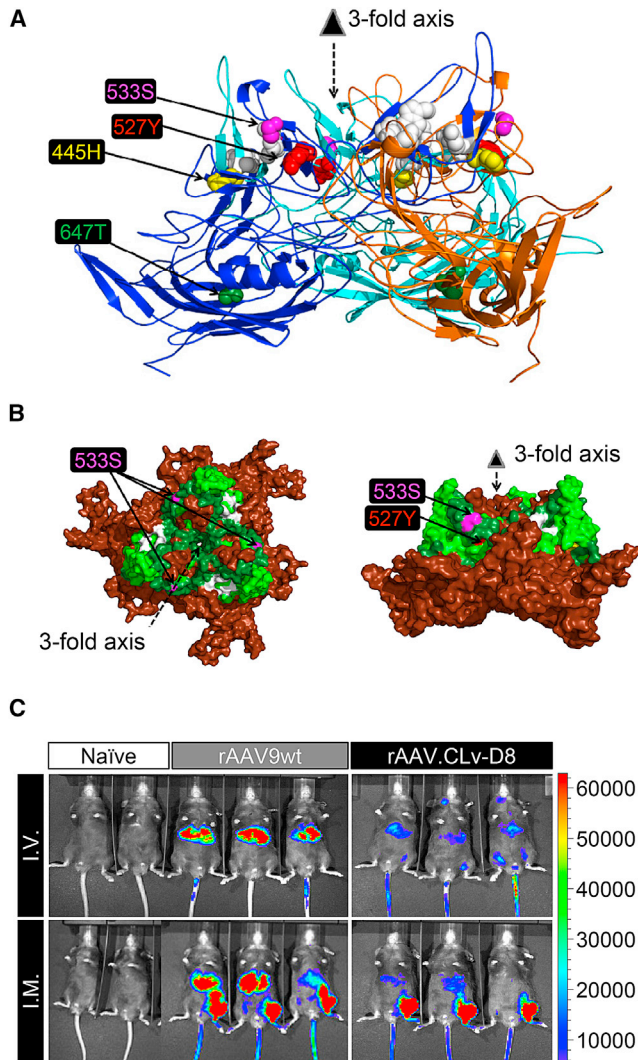 A
3-fold axis
533S
527Y
445H
647T
B
533S
3-fold axis
3-fold axis
533S
527Y
C
Naïve
rAAV9wt
rAAV.CLv-D8
I.V.
I.M.
60000
50000
40000
30000
20000
10000